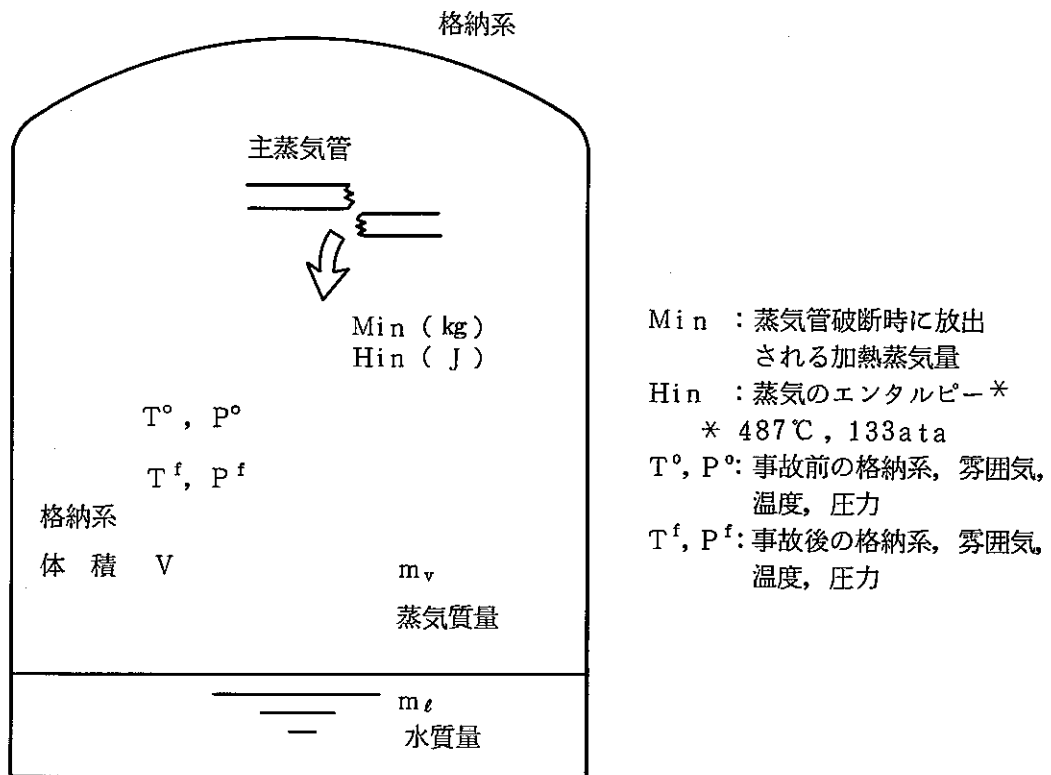 格納系
主蒸気管
Min ( kg)
Hin ( J )
T°, P°
T f, P f
格納系
体 積 V
m v
蒸気質量
m ℓ
水質量
Min :蒸気管破断時に放出
される加熱蒸気量
Hin :蒸気のエンタルピー*
* 487℃, 133ata
T°, P°:事故前の格納系, 雰囲気,
温度, 圧力
T f, P f:事故後の格納系, 雰囲気,
温度, 圧力